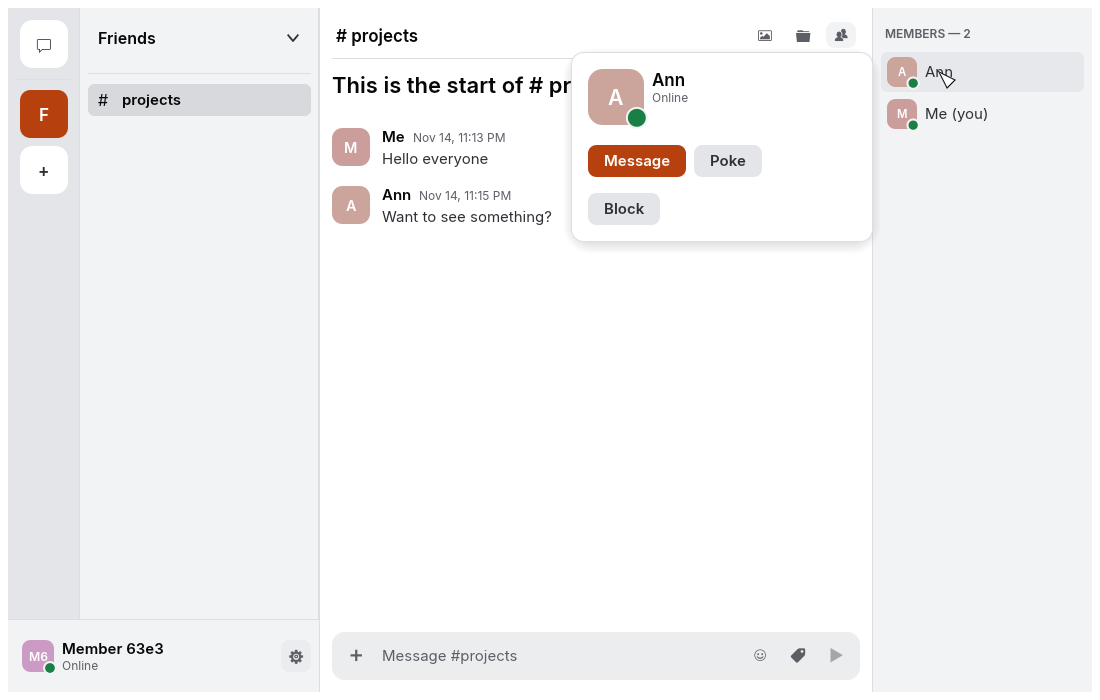 F
+
Friends
# projects
M6
Member 63e3
Online
# projects
This is the start of # pr
M
Me Nov 14, 11:13 PM
Hello everyone
A
Ann Nov 14, 11:15 PM
Want to see something?
A
Ann
Online
Message Poke
Block
+ Message #projects
MEMBERS — 2
A Ann
M Me (you)